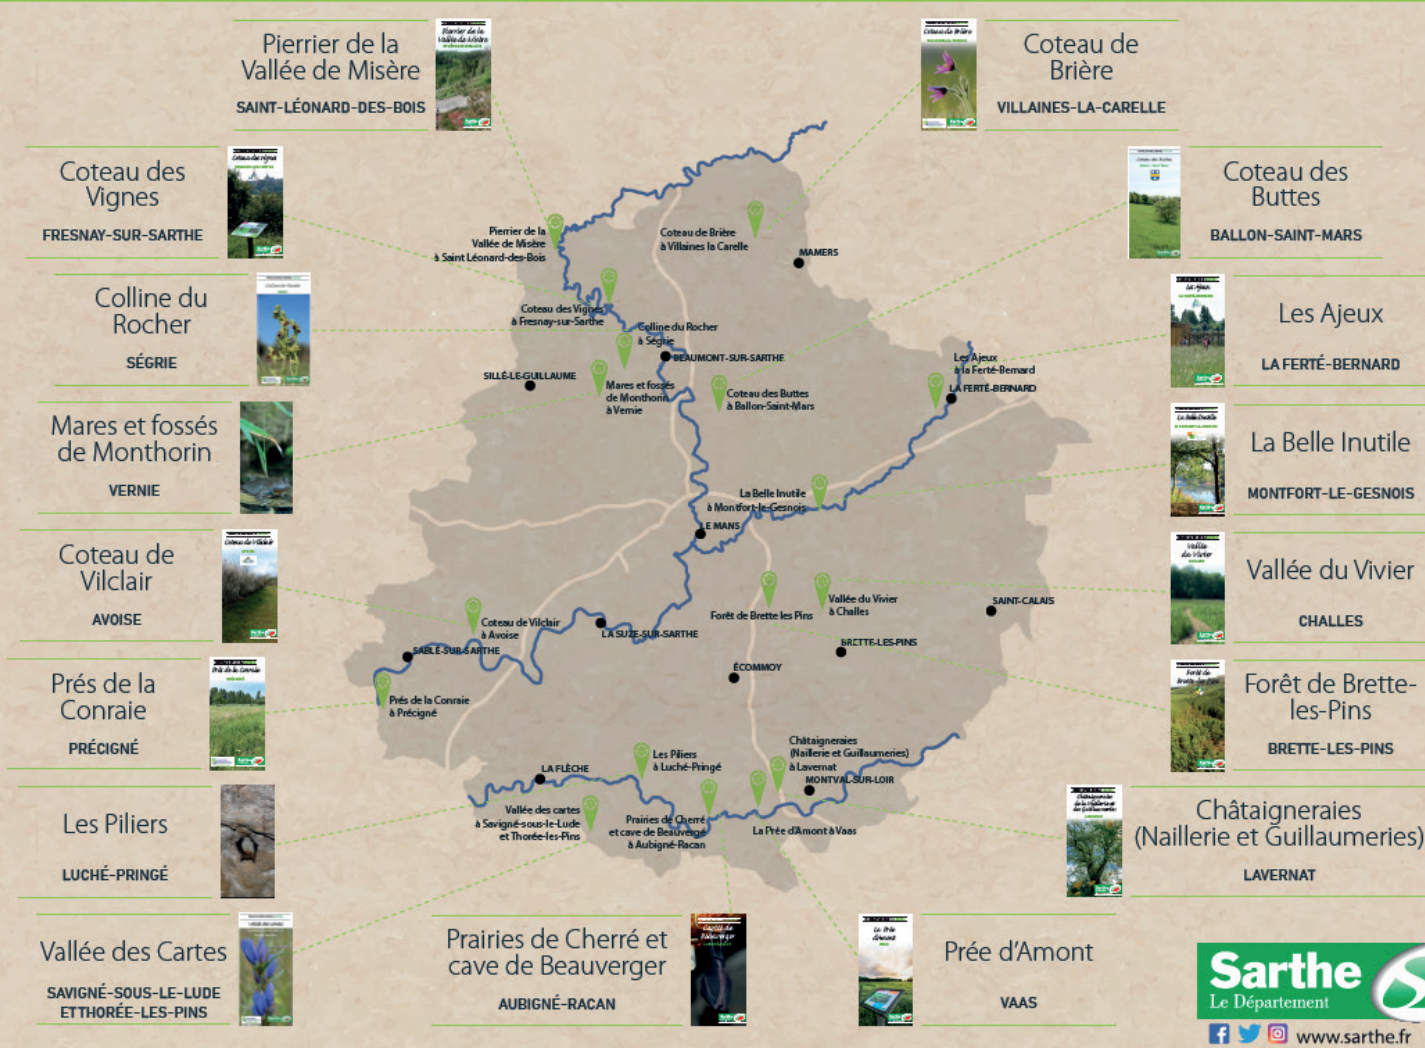 Pierrier de la
Vallée de Misère
SAINT-LÉONARD-DES-BOIS
Coteau de
Brière
VILLAINES-LA-CARELLE
Coteau des
Vignes
FRESNAY-SUR-SARTHE
Coteau des
Buttes
BALLON-SAINT-MARS
Colline du
Rocher
SÉGRIE
Les Ajeux
LA FERTÉ-BERNARD
Mares et fossés
de Monthorin
VERNIE
La Belle Inutile
MONTFORT-LE-GESNOIS
Coteau de
Vilclair
AVOISE
Vallée du Vivier
CHALLES
Prés de la
Conraie
PRÉCIGNÉ
Forêt de Brette-
les-Pins
BRETTE-LES-PINS
Les Piliers
LUCHÉ-PRINGÉ
Châtaigneraies
(Naillerie et Guillaumeries)
LAVERNAT
Vallée des Cartes
SAVIGNÉ-SOUS-LE-LUDE
ET THORÉE-LES-PINS
Prairies de Cherré et
cave de Beauverger
AUBIGNÉ-RACAN
Prée d'Amont
VAAS
Pierrier de la
Vallée de Misère
à Saint Léonard-des-Bois
Coteau de Brière
à Villaines la Carelle
MAMERS
Coteau des Vignes
à Fresnay-sur-Sarthe
Colline du Rocher
à Ségrie
BEAUMONT-SUR-SARTHE
SILLÉ-LE-GUILLAUME
Mares et fossés
de Monthorin
à Vernie
Coteau des Buttes
à Ballon-Saint-Mars
Les Ajeux
à la Ferté-Bernard
LA FERTÉ-BERNARD
La Belle Inutile
à Montfort-le-Gesnois
LE MANS
Forêt de Brette les Pins
Vallée du Vivier
à Challes
SAINT-CALAIS
Coteau de Vilclair
à Avoise
LA SUZE-SUR-SARTHE
BRETTE-LES-PINS
SABLÉ-SUR-SARTHE
ÉCOMMOY
Prés de la Conraie
à Précigné
Les Piliers
à Luché-Pringé
Châtaigneraies
(Naillerie et Guillaumeries)
à Lavernat
LA FLÈCHE
MONTVAL-SUR-LOIR
Vallée des cartes
à Savigné-sous-le-Lude
et Thorée-les-Pins
Prairies de Cherré
et cave de Beauvergé
à Aubigné-Racan
La Prée d'Amont à Vaas
Sarthe
Le Département
www.sarthe.fr